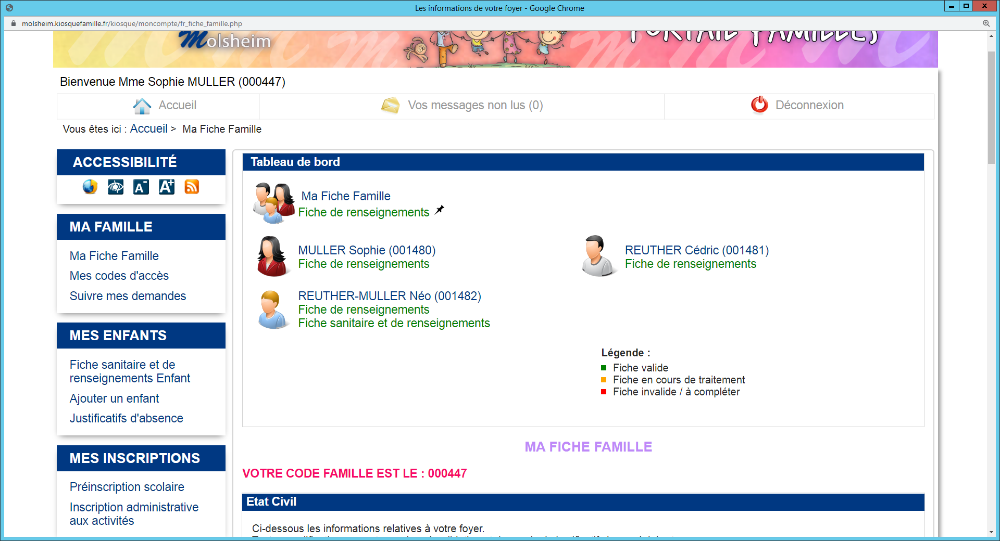 Les informations de votre foyer - Google Chrome
molsheim.kiosquefamille.fr/kiosque/moncompte/fr_fiche_famille.php
Molsheim
PORTAIL FAMILLES
Bienvenue Mme Sophie MULLER (000447)
Accueil
Vos messages non lus (0)
Déconnexion
Vous êtes ici : Accueil > Ma Fiche Famille
ACCESSIBILITÉ
A-
A+
MA FAMILLE
Ma Fiche Famille
Mes codes d'accès
Suivre mes demandes
MES ENFANTS
Fiche sanitaire et de
renseignements Enfant
Ajouter un enfant
Justificatifs d'absence
MES INSCRIPTIONS
Préinscription scolaire
Inscription administrative
aux activités
Tableau de bord
Ma Fiche Famille
Fiche de renseignements
MULLER Sophie (001480)
Fiche de renseignements
REUTHER Cédric (001481)
Fiche de renseignements
REUTHER-MULLER Néo (001482)
Fiche de renseignements
Fiche sanitaire et de renseignements
Légende :
Fiche valide
Fiche en cours de traitement
Fiche invalide / à compléter
MA FICHE FAMILLE
VOTRE CODE FAMILLE EST LE : 000447
Etat Civil
Ci-dessous les informations relatives à votre foyer.